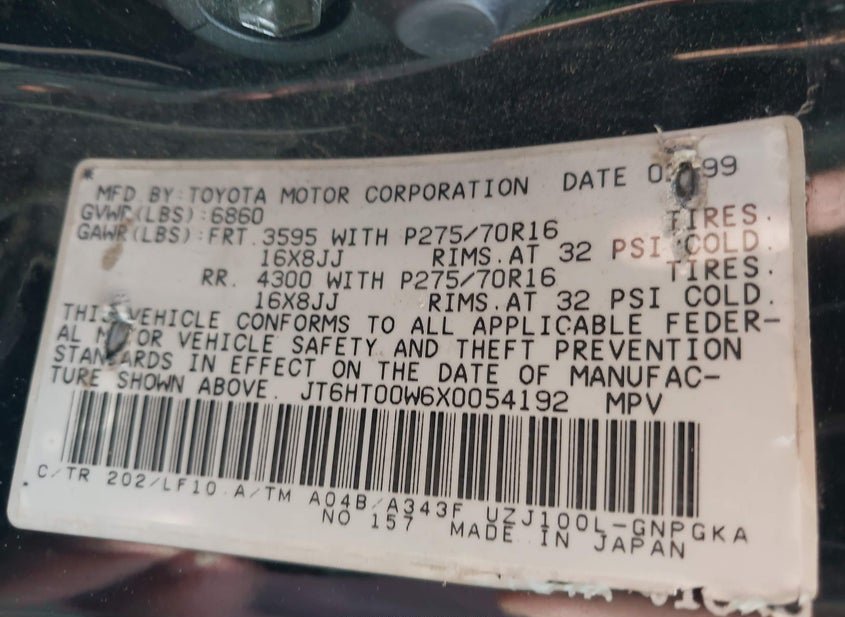 * MFD BY:TOYOTA MOTOR CORPORATION DATE
GVWR(LBS):6860
GAWR(LBS):FRT.3595 WITH P275/70R16 TIRES.
16X8JJ RIMS.AT 32 PSI COLD.
RR. 4300 WITH P275/70R16 TIRES.
16X8JJ RIMS.AT 32 PSI COLD.
THIS VEHICLE CONFORMS TO ALL APPLICABLE FEDER-
AL MOTOR VEHICLE SAFETY AND THEFT PREVENTION
STANDARDS IN EFFECT ON THE DATE OF MANUFAC-
TURE SHOWN ABOVE. JT6HT00W6X0054192 MPV
C/TR 202/LF10 A/TM A04B/A343F UZJ100L-GNPGKA
NO 157 MADE IN JAPAN